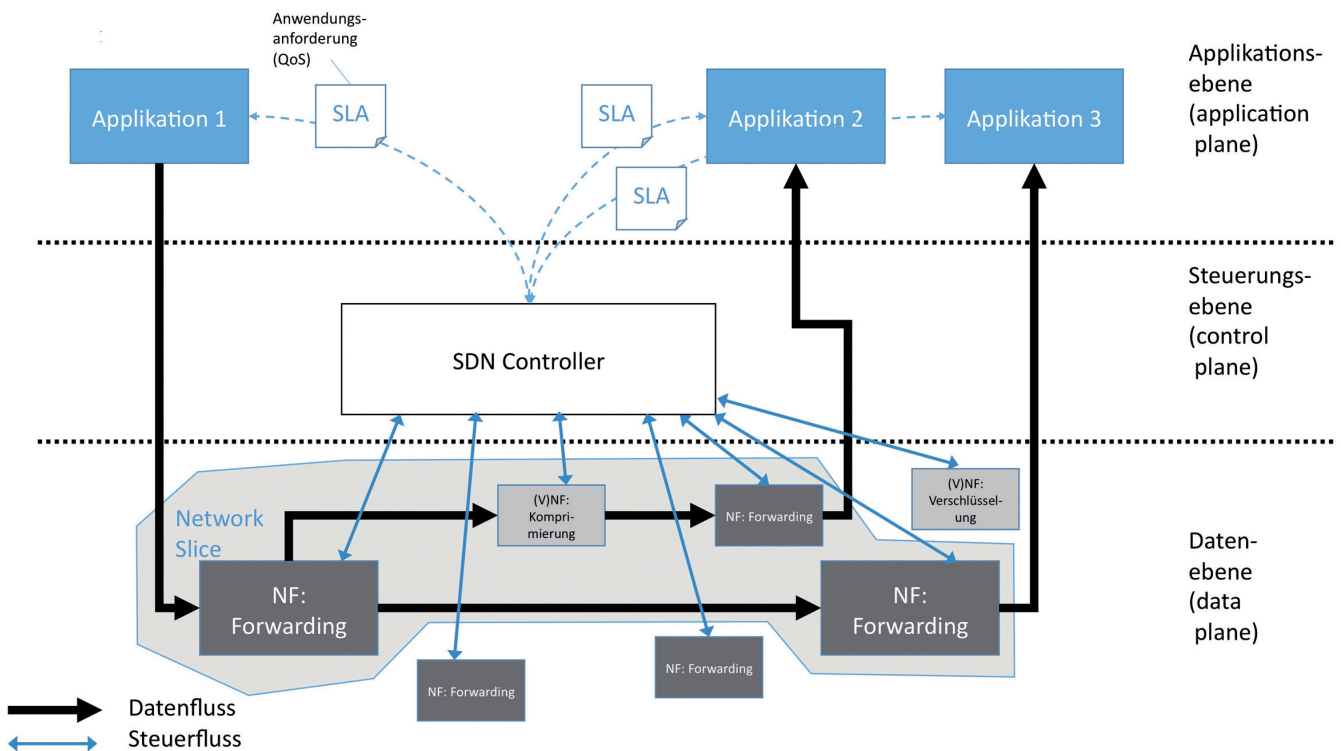 Anwendungs-
anforderung
(QoS)
Applikation 1
SLA
SLA
SLA
Applikation 2
Applikation 3
Applikations-
ebene
(application
plane)
SDN Controller
Steuerungs-
ebene
(control
plane)
Network
Slice
(V)NF:
Kompri-
mierung
NF: Forwarding
(V)NF:
Verschlüssel-
ung
NF:
Forwarding
NF:
Forwarding
NF: Forwarding
NF: Forwarding
Daten-
ebene
(data
plane)
Datenfluss
Steuerfluss